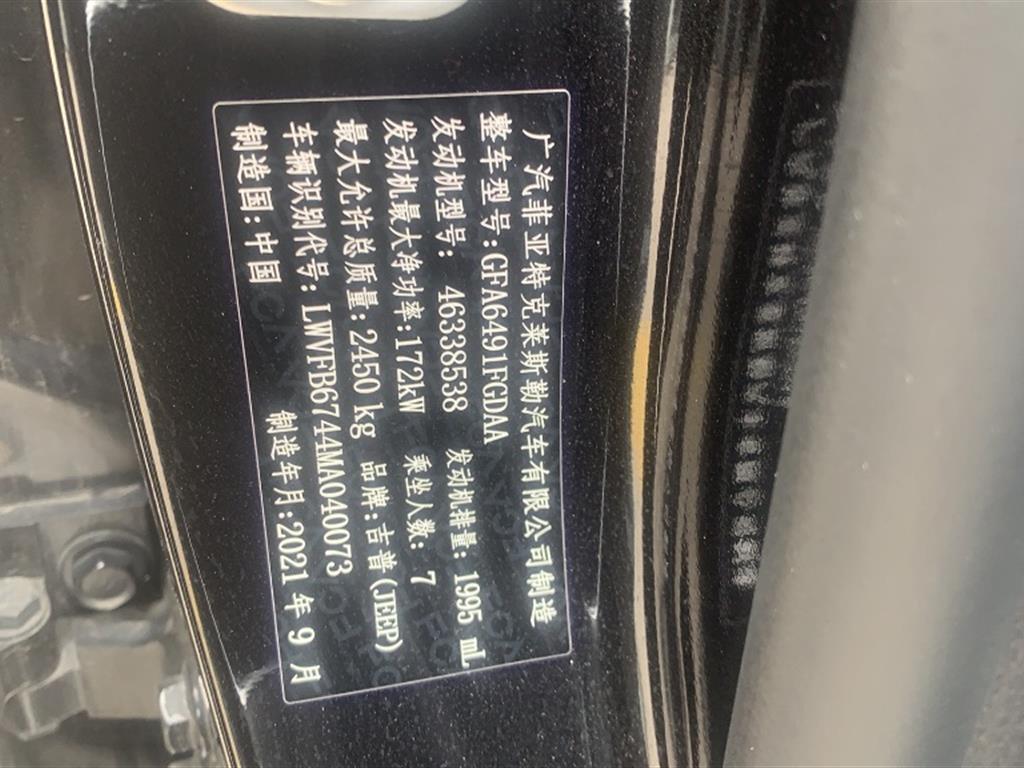 广汽菲亚特克莱斯勒汽车有限公司制造
整车型号:GFA6491FGDAA
发动机型号: 46338538 发动机排量: 1995 mL
发动机最大净功率:172kW 乘坐人数: 7
最大允许总质量:2450kg 品牌:吉普(JEEP)
车辆识别代号:LWVFB6744MA040073
制造国:中国 制造年月:2021年9月